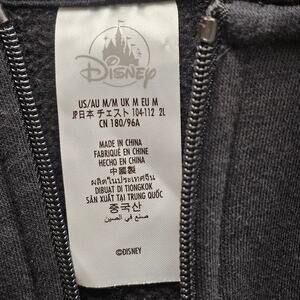 Disney
US/AU M/M UK M EU M
JP日本 チェスト 104-112 2L
CN 180/96A
MADE IN CHINA
FABRIQUÉ EN CHINE
HECHO EN CHINA
中國製
ผลิตในประเทศจีน
DIBUAT DI TIONGKOK
SẢN XUẤT TẠI TRUNG QUỐC
중국산
صنع في الصين
©DISNEY